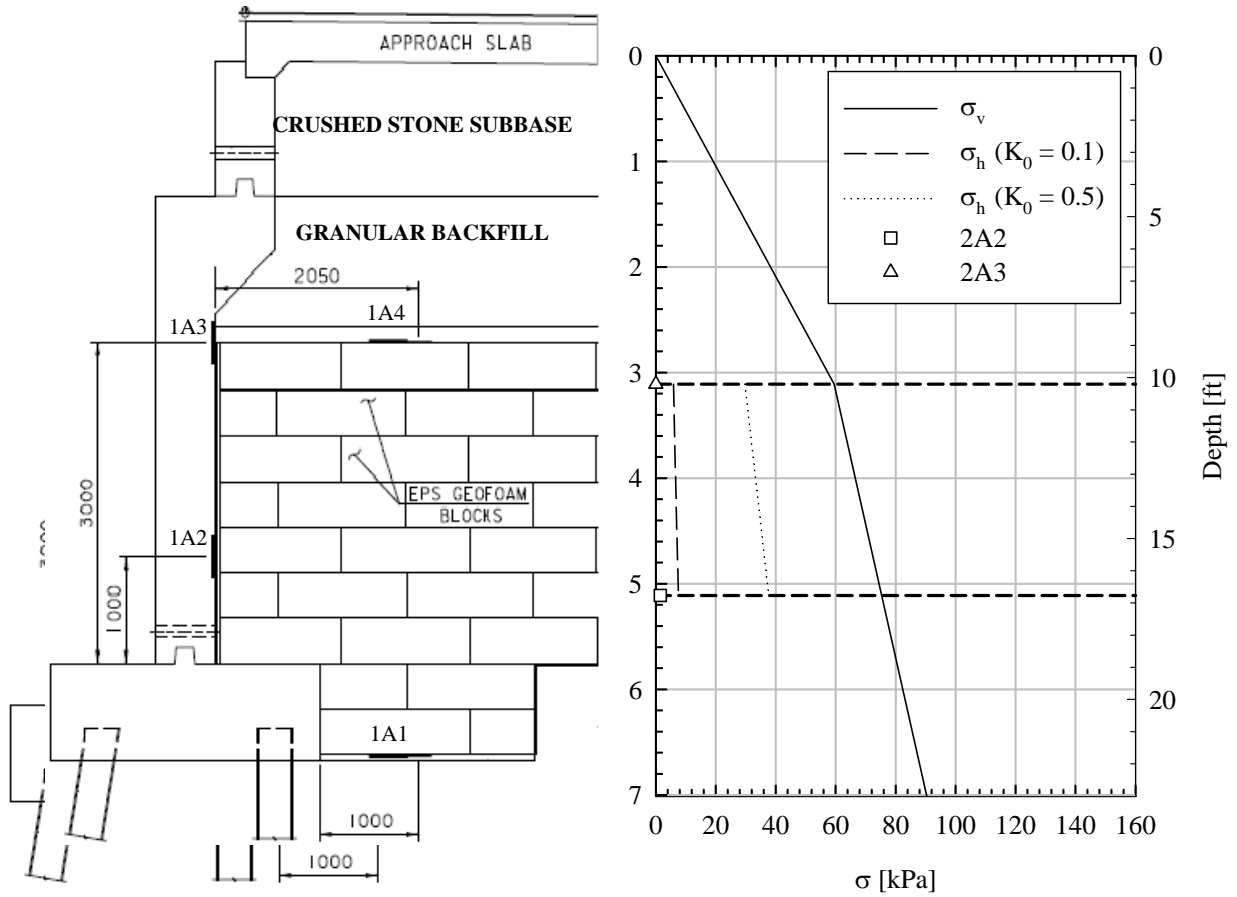 APPROACH SLAB
CRUSHED STONE SUBBASE
GRANULAR BACKFILL
2050
1A3
1A4
3000
1A2
1000
EPS GEOFOAM
BLOCKS
1A1
1000
1000
σv
σh (K0 = 0.1)
σh (K0 = 0.5)
2A2
2A3
0
1
2
3
4
5
6
7
0
5
10
15
20
Depth [ft]
0 20 40 60 80 100 120 140 160
σ [kPa]